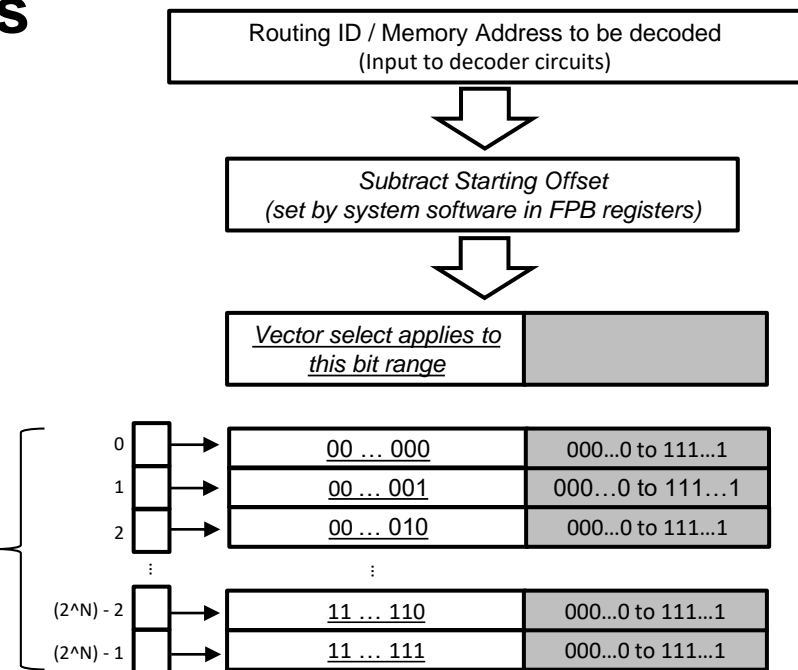 s
Routing ID / Memory Address to be decoded
(Input to decoder circuits)
Subtract Starting Offset
(set by system software in FPB registers)
Vector select applies to
this bit range
0 00 … 000 000…0 to 111…1
1 00 … 001 000…0 to 111…1
2 00 … 010 000…0 to 111…1
… …
(2^N) - 2 11 … 110 000…0 to 111…1
(2^N) - 1 11 … 111 000…0 to 111…1